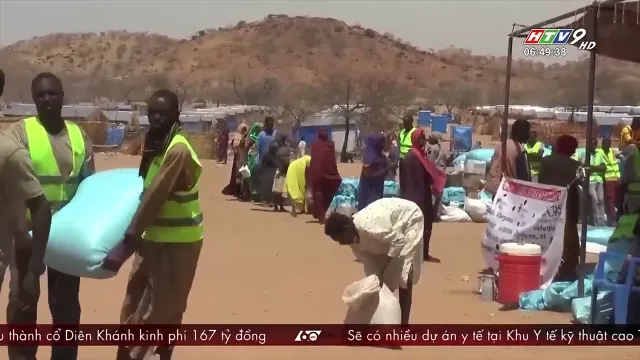 HTV9 HD
06:49:38
u thành cổ Diên Khánh kinh phí 167 tỷ đồng
Sẽ có nhiều dự án y tế tại Khu Y tế kỹ thuật cao